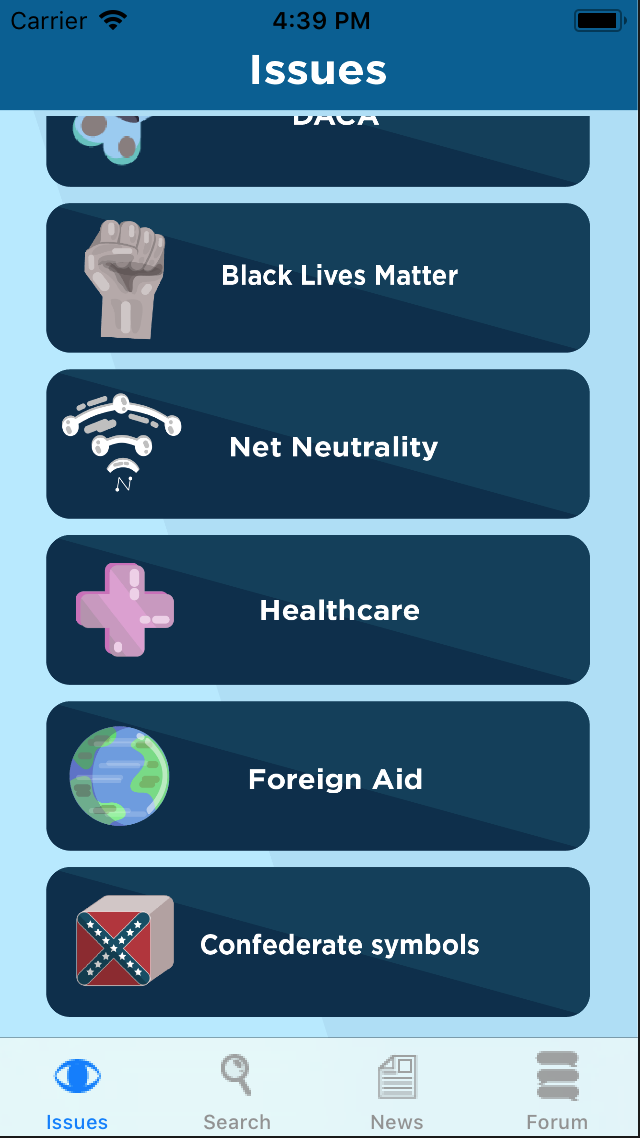 Carrier 4:39 PM
Issues
DACA
Black Lives Matter
Net Neutrality
N
Healthcare
Foreign Aid
Confederate symbols
Issues Search News Forum